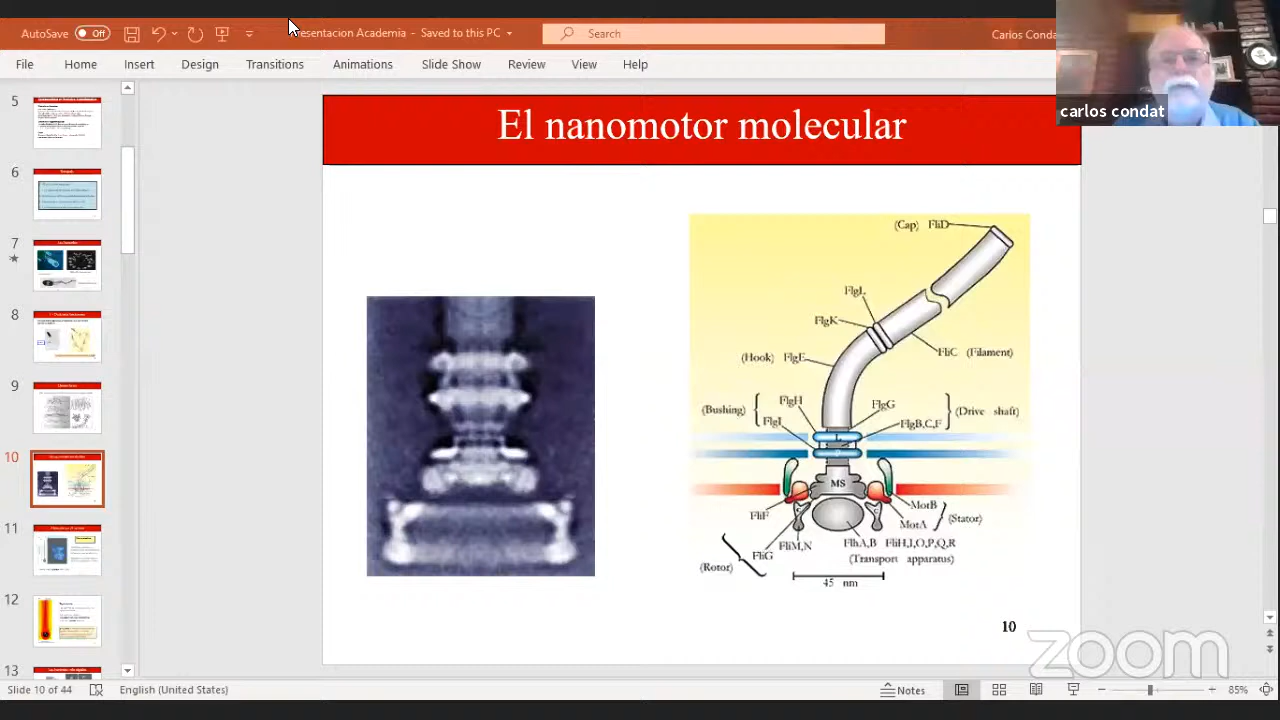 AutoSave Off
resentacion Academia - Saved to this PC
Search
Carlos Conda
File Home Insert Design Transitions Animations Slide Show Review View Help
carlos condat
5
6
7
8
9
10
11
12
13
El nanomotor molecular
(Cap) FliD
FlgL
FlgK
FliC (Filament)
(Hook) FlgE
(Bushing)
FlgH
FlgG
(Drive shaft)
FlgI
FlgB,C,F
MS
FliF
MotB
MotA
(Stator)
FliM,N
FliG
(Rotor)
FlhA,B FliH,I,O,P,Q,R
(Transport apparatus)
45 nm
10
zoom
Slide 10 of 44
English (United States)
Notes
85%